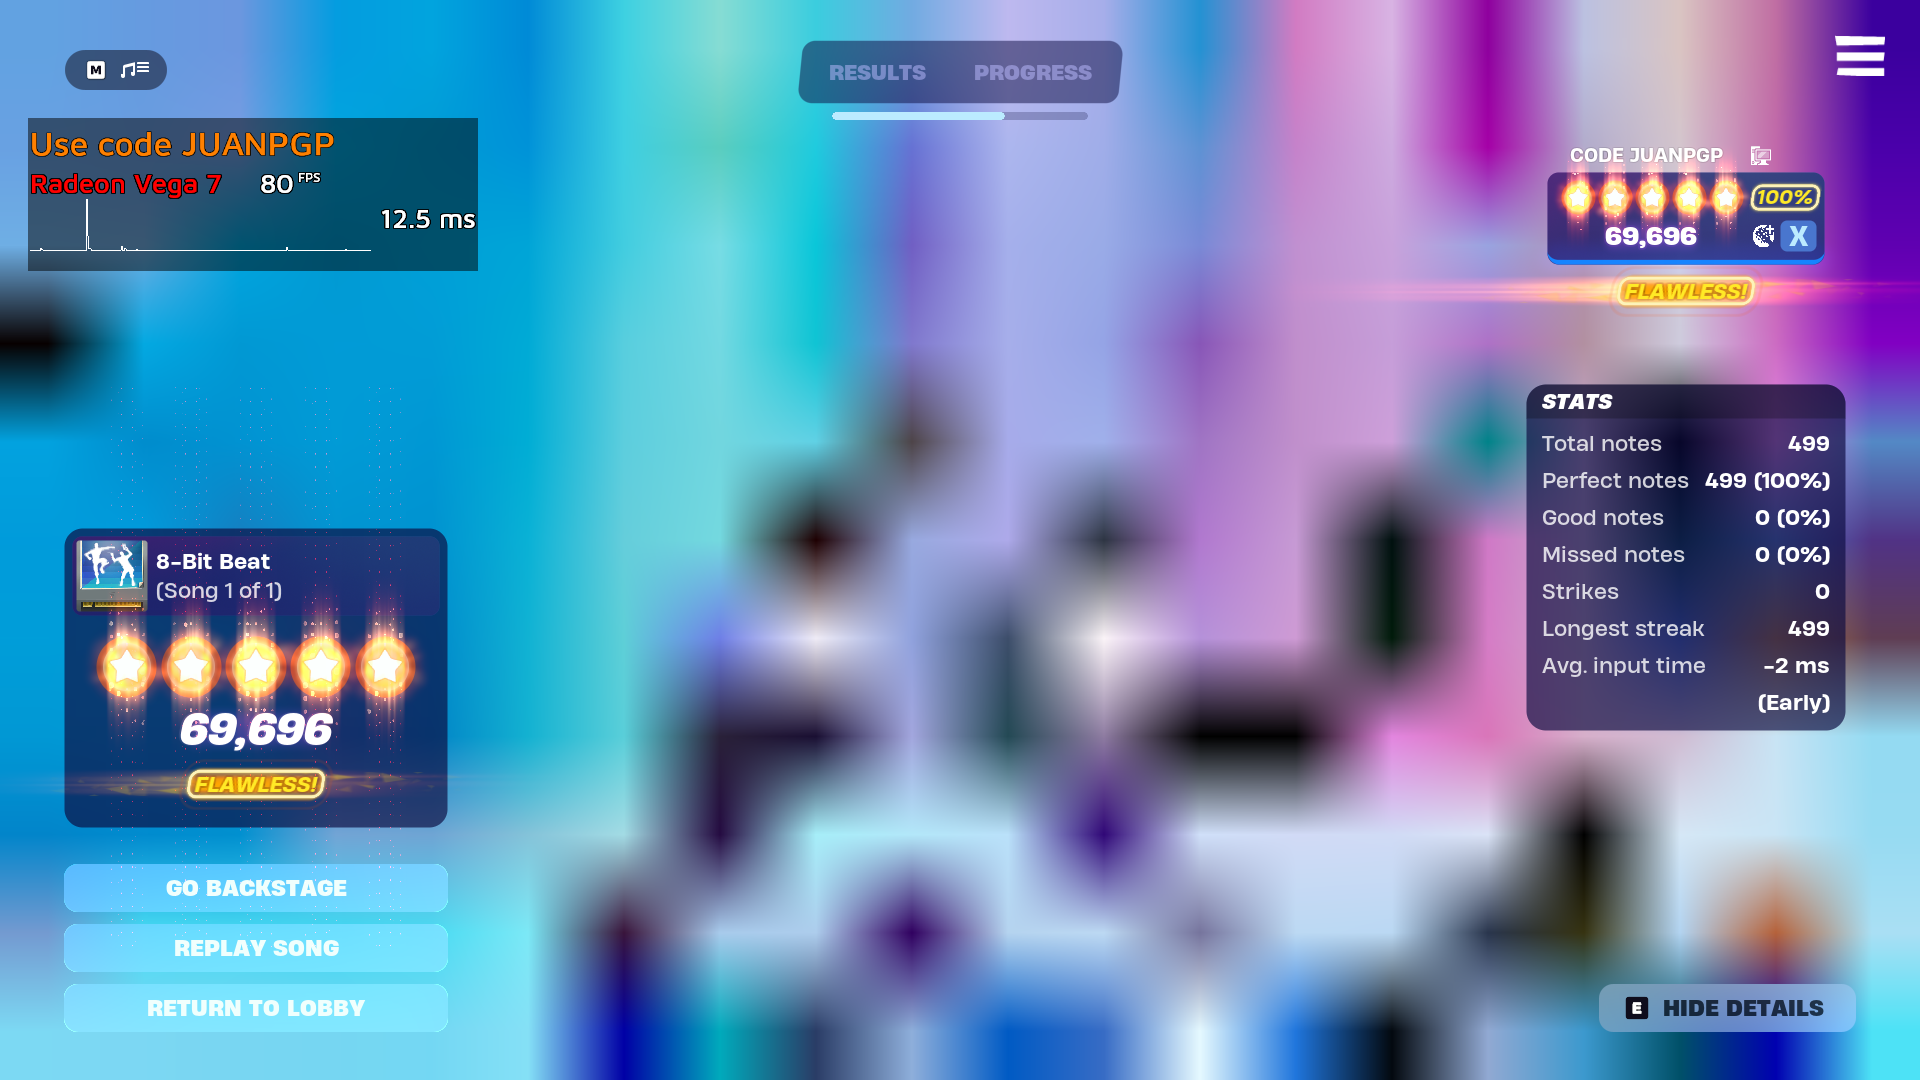 M
RESULTS PROGRESS
Use code JUANPGP
Radeon Vega 7 80 FPS
12.5 ms
CODE JUANPGP
100%
69,696
X
FLAWLESS!
STATS
Total notes 499
Perfect notes 499 (100%)
Good notes 0 (0%)
Missed notes 0 (0%)
Strikes 0
Longest streak 499
Avg. input time -2 ms
(Early)
8-Bit Beat
(Song 1 of 1)
69,696
FLAWLESS!
GO BACKSTAGE
REPLAY SONG
RETURN TO LOBBY
E HIDE DETAILS